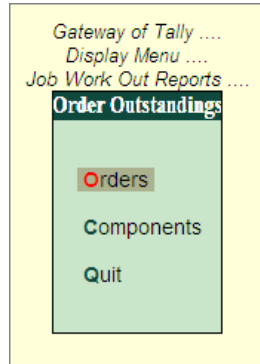 Gateway of Tally ....
Display Menu ....
Job Work Out Reports ....
Order Outstandings
Orders
Components
Quit